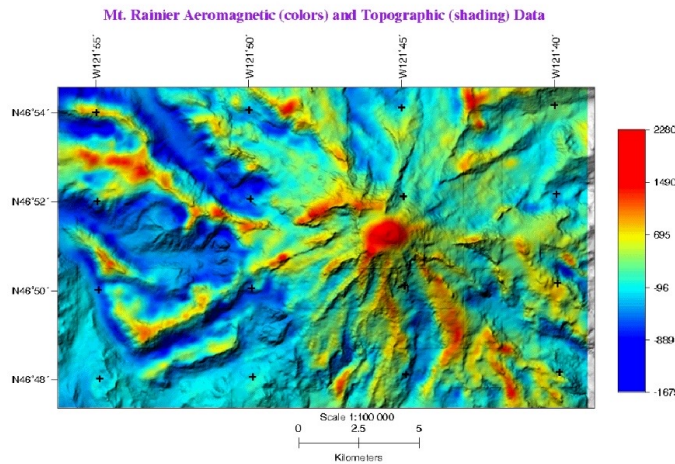 Mt. Rainier Aeromagnetic (colors) and Topographic (shading) Data
W121°55´
W121°50´
W121°45´
W121°40´
N46°54´
N46°52´
N46°50´
N46°48´
2280
1490
695
-96
-889
-1679
Scale 1:100 000
0 2.5 5
Kilometers